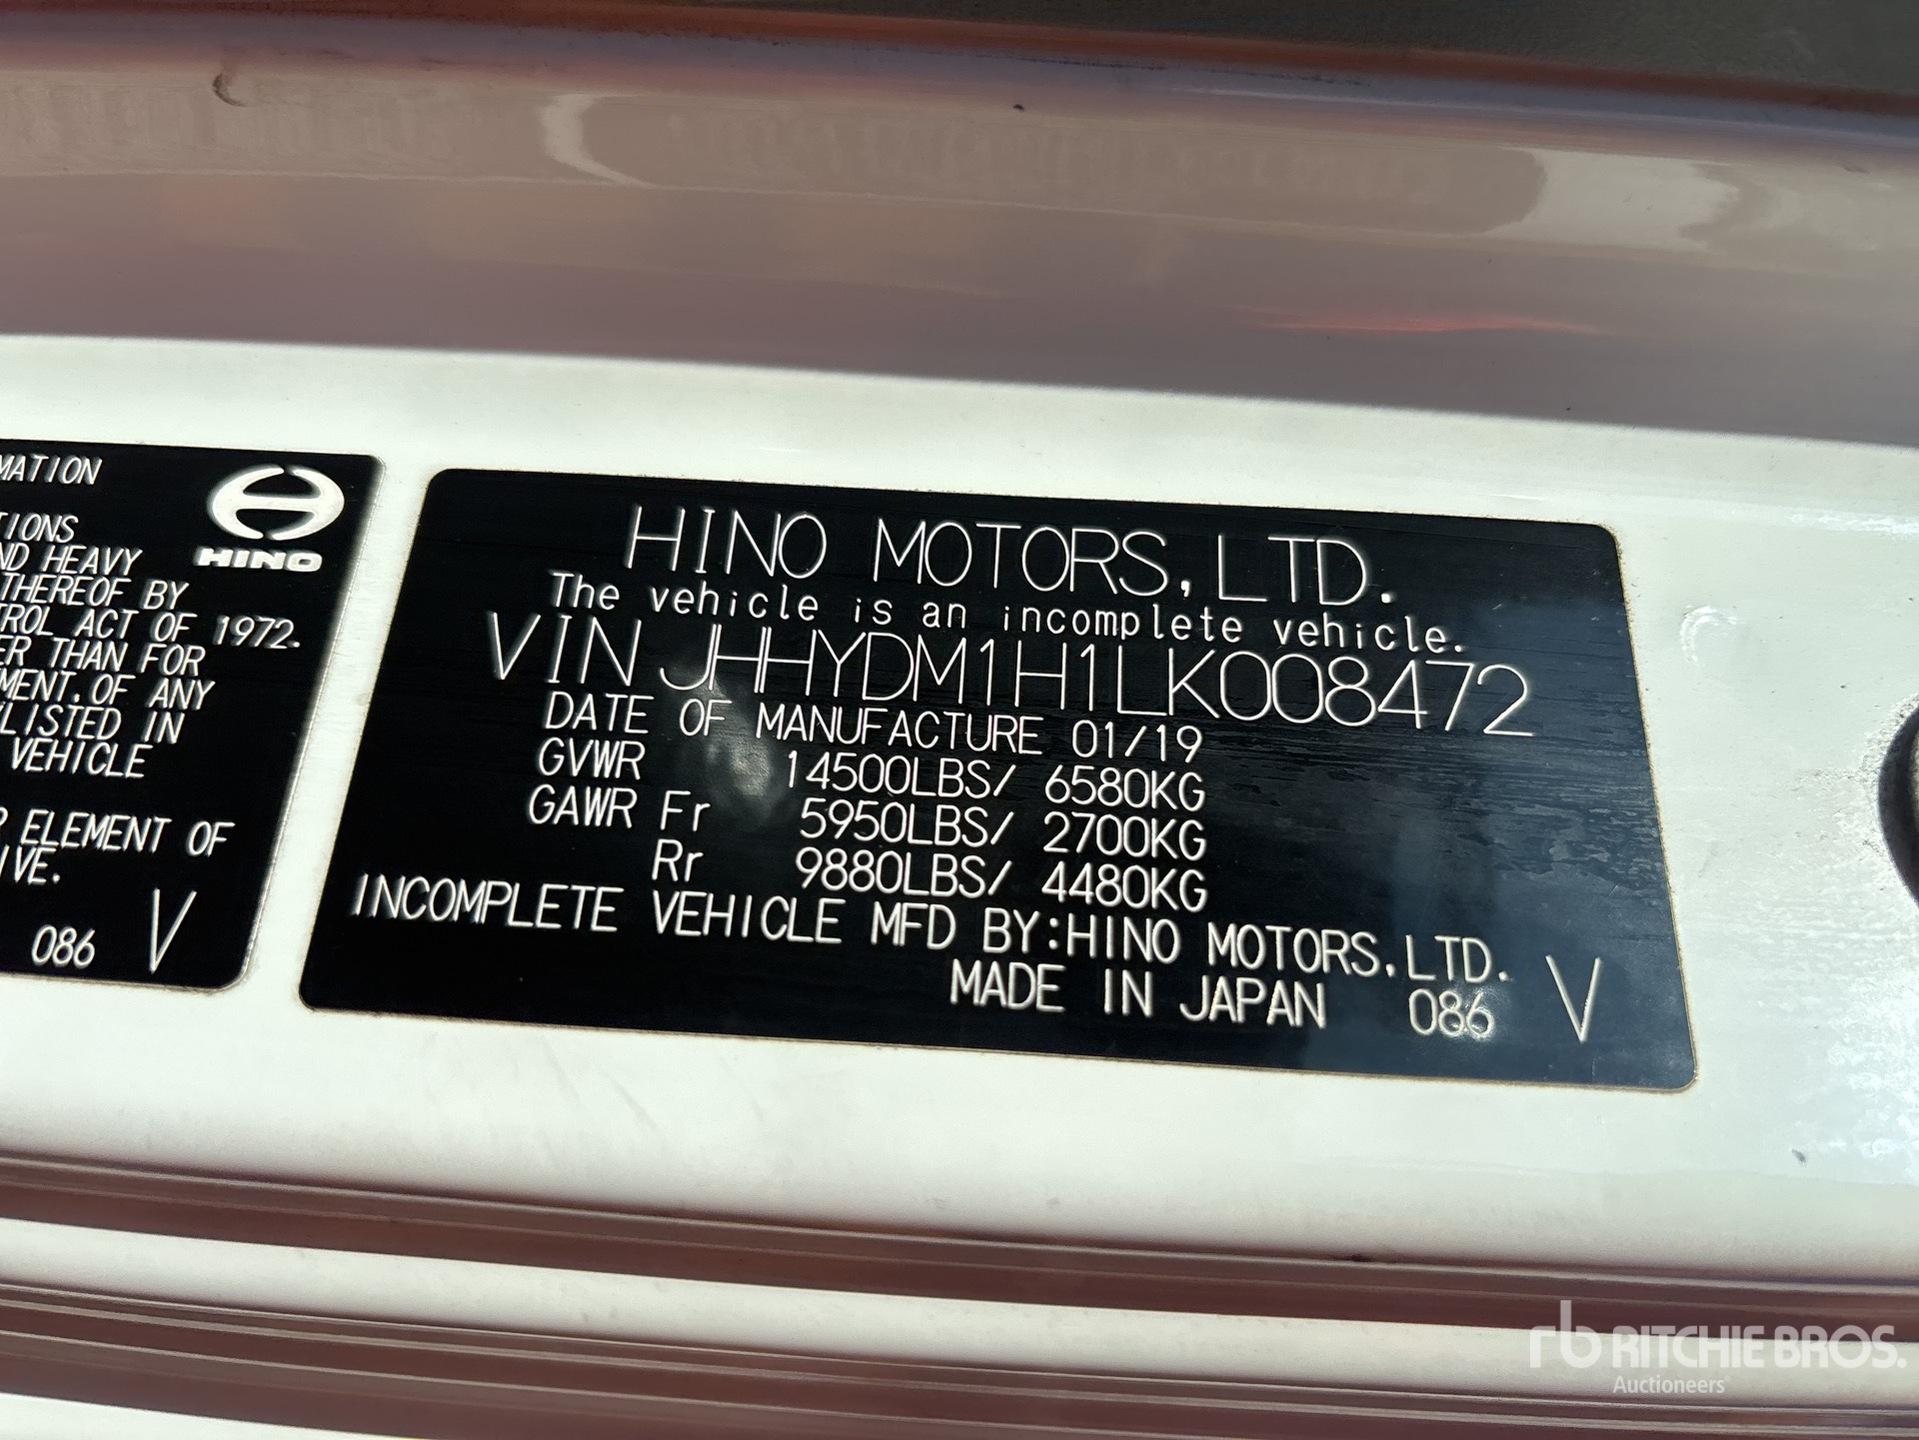 MATION
HINO
TIONS
ND HEAVY
THEREOF BY
TROL ACT OF 1972.
ER THAN FOR
MENT, OF ANY
LISTED IN
VEHICLE
ELEMENT OF
IVE.
086 V
HINO MOTORS, LTD.
The vehicle is an incomplete vehicle.
VIN JHHYDM1H1LK008472
DATE OF MANUFACTURE 01/19
GVWR 14500LBS/ 6580KG
GAWR Fr 5950LBS/ 2700KG
Rr 9880LBS/ 4480KG
INCOMPLETE VEHICLE MFD BY:HINO MOTORS, LTD.
MADE IN JAPAN 086 V
rb RITCHIE BROS.
Auctioneers